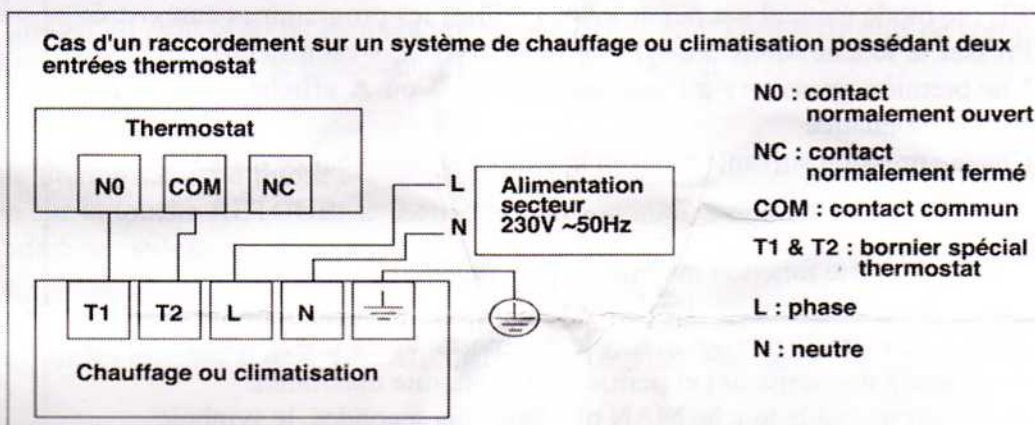 Cas d'un raccordement sur un système de chauffage ou climatisation possédant deux
entrées thermostat
Thermostat
N0 COM NC
L
N
Alimentation
secteur
230V ~50Hz
T1 T2 L N
Chauffage ou climatisation
N0 : contact
normalement ouvert
NC : contact
normalement fermé
COM : contact commun
T1 & T2 : bornier spécial
thermostat
L : phase
N : neutre